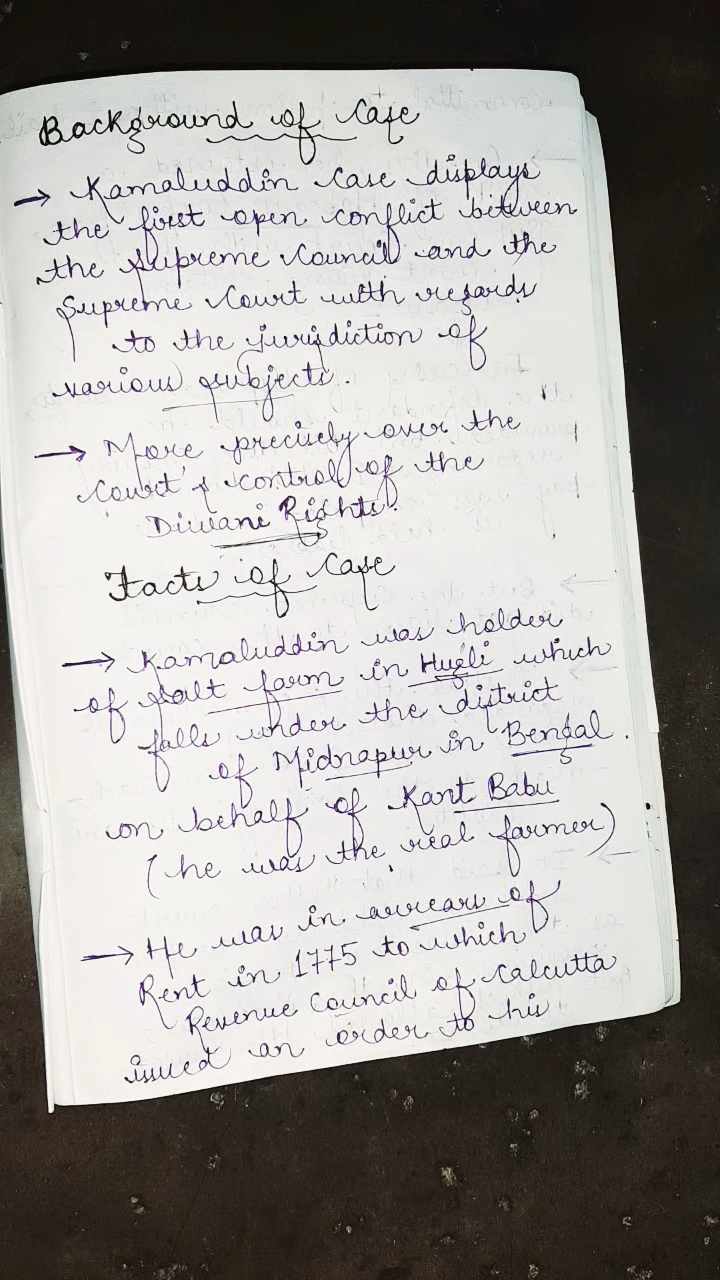 Background of Case
→ Kamaluddin Case displays
the first open conflict between
the Supreme Council and the
Supreme Court with regards
to the jurisdiction of
various subjects.
→ More precisely over the
Court's control of the
Diwani Rights.
Facts of Case
→ Kamaluddin was holder
of salt farm in Hugli which
falls under the district
of Midnapur in Bengal.
on behalf of Kant Babu
(he was the real farmer)
→ He was in arrears of
Rent in 1775 to which
Revenue Council of Calcutta
issued an order to his